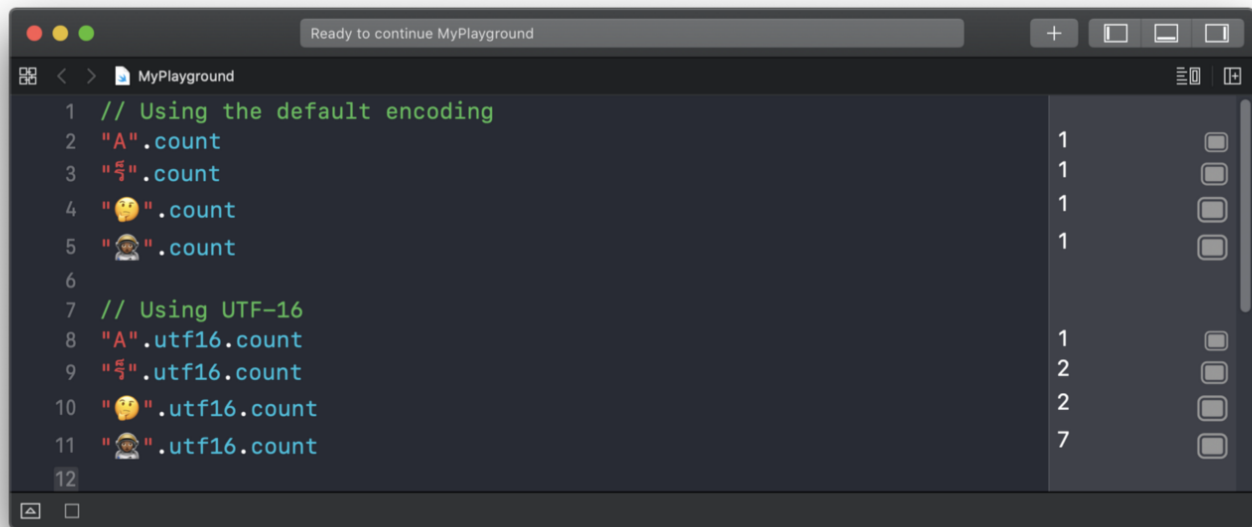 Ready to continue MyPlayground
MyPlayground
1 // Using the default encoding
2 "A".count 1
3 "ร็".count 1
4 "🤔".count 1
5 "👩🏾‍🚀".count 1
6
7 // Using UTF-16
8 "A".utf16.count 1
9 "ร็".utf16.count 2
10 "🤔".utf16.count 2
11 "👩🏾‍🚀".utf16.count 7
12